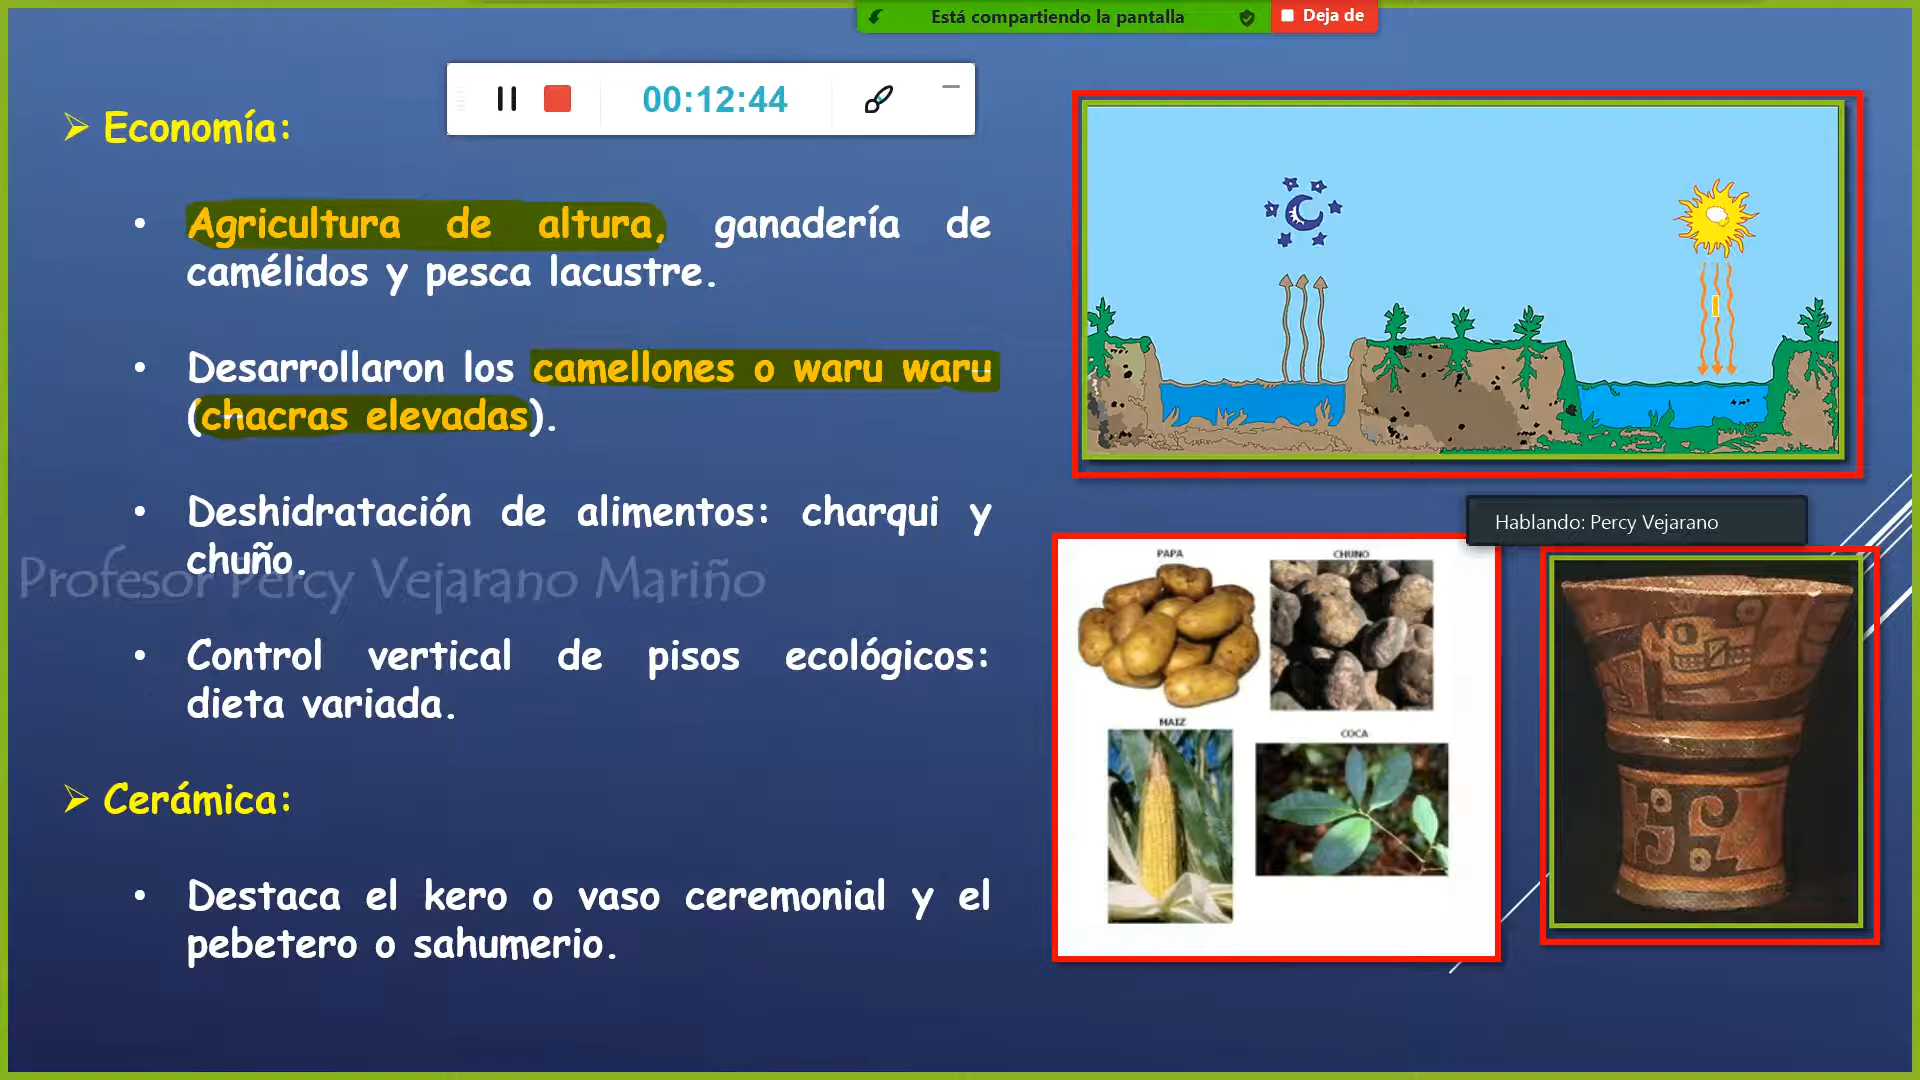 Está compartiendo la pantalla
Deja de
00:12:44
Economía:
Agricultura de altura, ganadería de
camélidos y pesca lacustre.
Desarrollaron los camellones o waru waru
(chacras elevadas).
Deshidratación de alimentos: charqui y
chuño.
Profesor Percy Vejarano Mariño
Control vertical de pisos ecológicos:
dieta variada.
Cerámica:
Destaca el kero o vaso ceremonial y el
pebetero o sahumerio.
Hablando: Percy Vejarano
PAPA
CHUNO
MAIZ
COCA